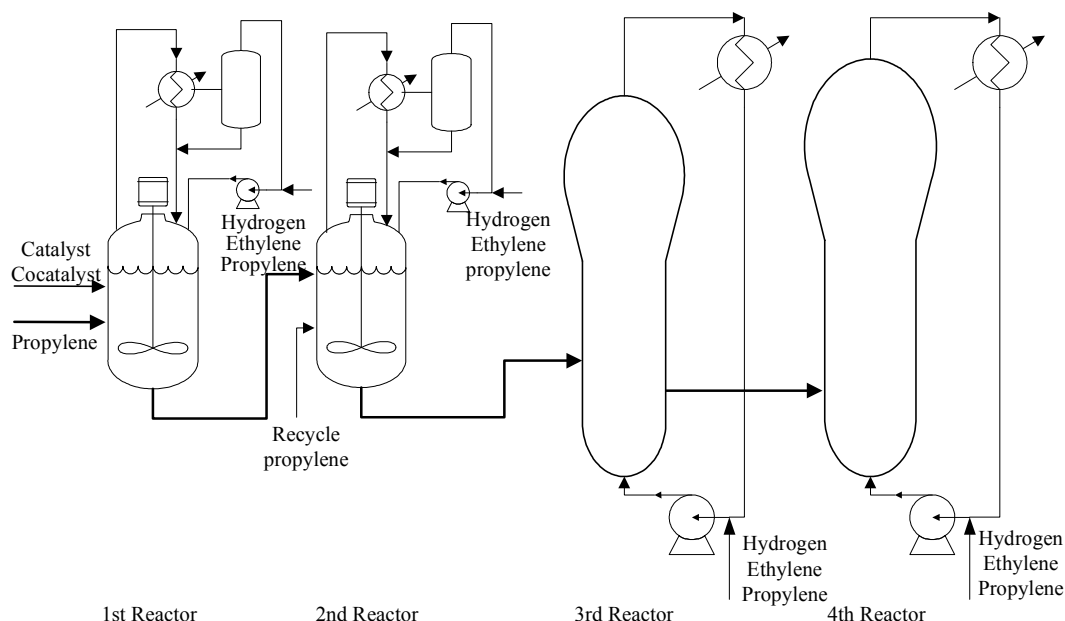 Catalyst
Cocatalyst
Propylene
Hydrogen
Ethylene
Propylene
Recycle
propylene
Hydrogen
Ethylene
propylene
Hydrogen
Ethylene
Propylene
Hydrogen
Ethylene
Propylene
1st Reactor
2nd Reactor
3rd Reactor
4th Reactor